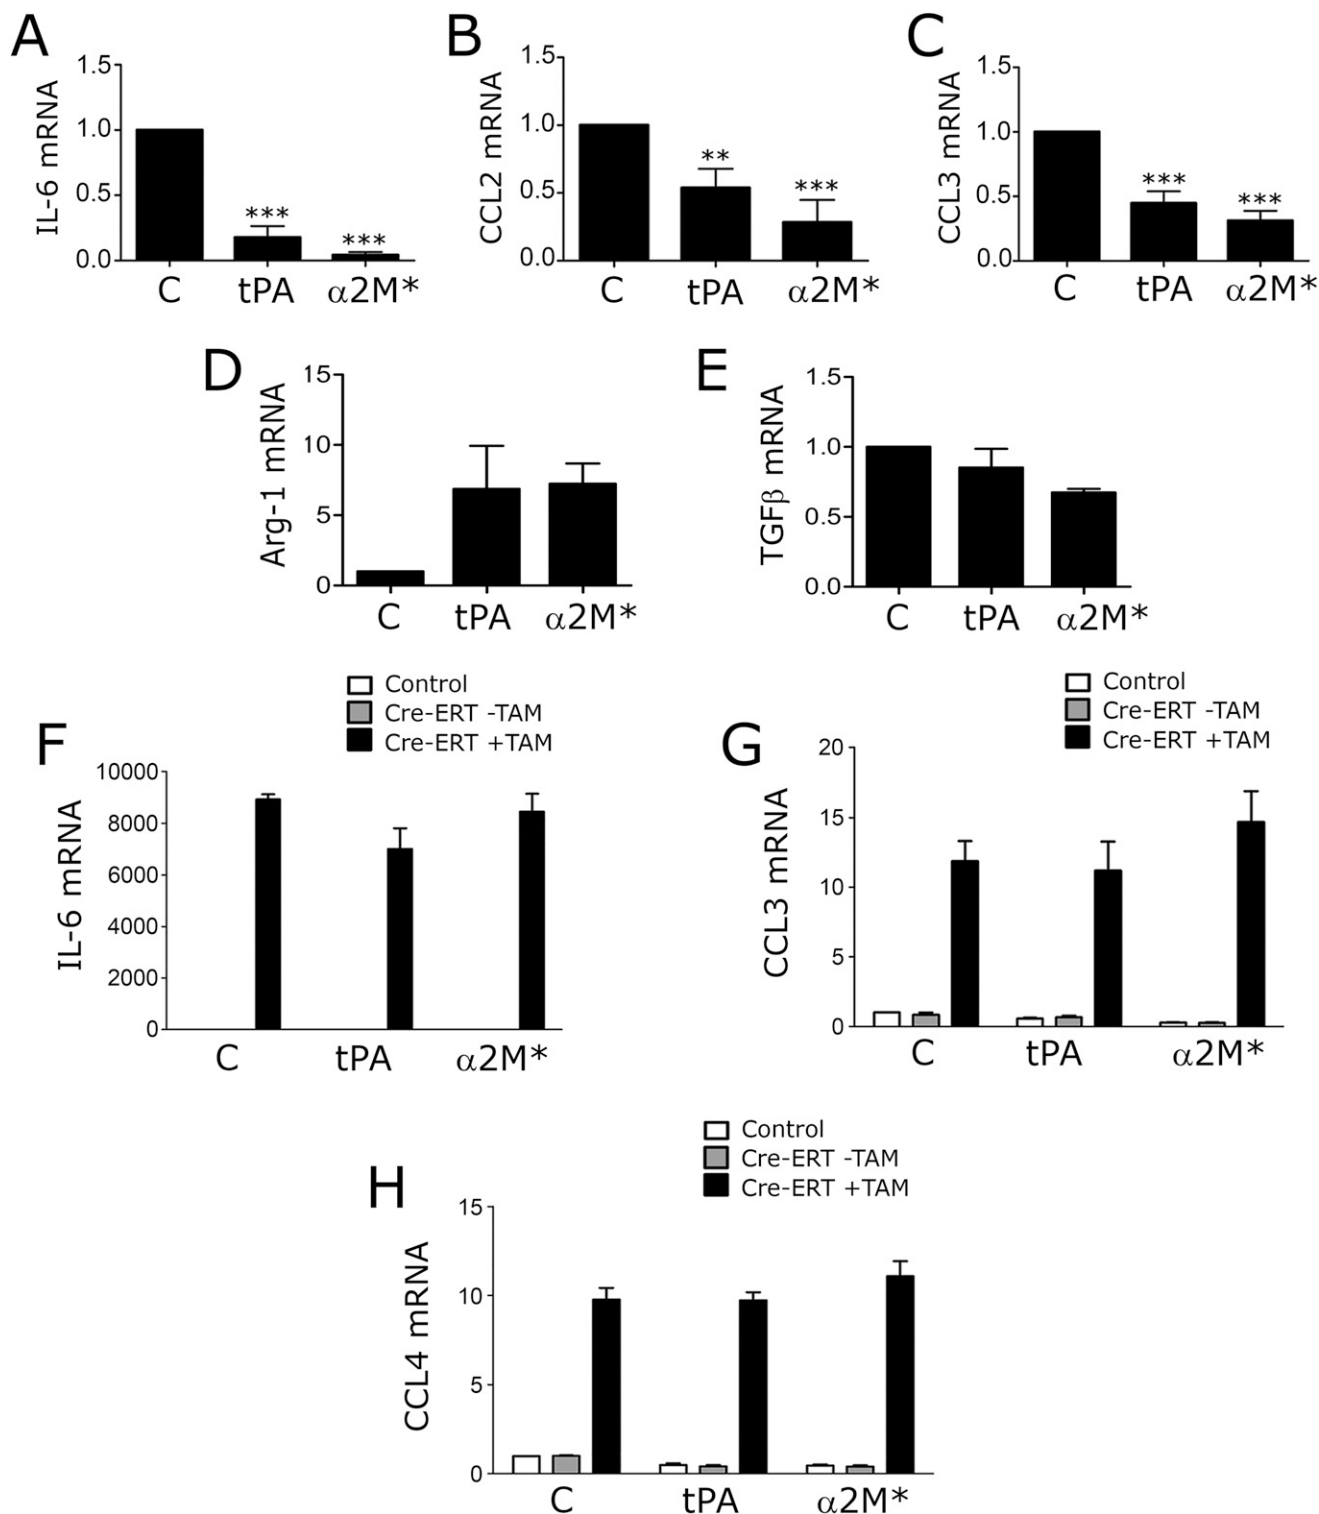 A
IL-6 mRNA
1.5
1.0
0.5
0.0
***
***
C tPA α2M*
B
CCL2 mRNA
1.5
1.0
0.5
0.0
**
***
C tPA α2M*
C
CCL3 mRNA
1.5
1.0
0.5
0.0
***
***
C tPA α2M*
D
Arg-1 mRNA
15
10
5
0
C tPA α2M*
E
TGFβ mRNA
1.5
1.0
0.5
0.0
C tPA α2M*
F
Control
Cre-ERT -TAM
Cre-ERT +TAM
IL-6 mRNA
10000
8000
6000
4000
2000
0
C tPA α2M*
G
Control
Cre-ERT -TAM
Cre-ERT +TAM
CCL3 mRNA
20
15
10
5
0
C tPA α2M*
H
Control
Cre-ERT -TAM
Cre-ERT +TAM
CCL4 mRNA
15
10
5
0
C tPA α2M*